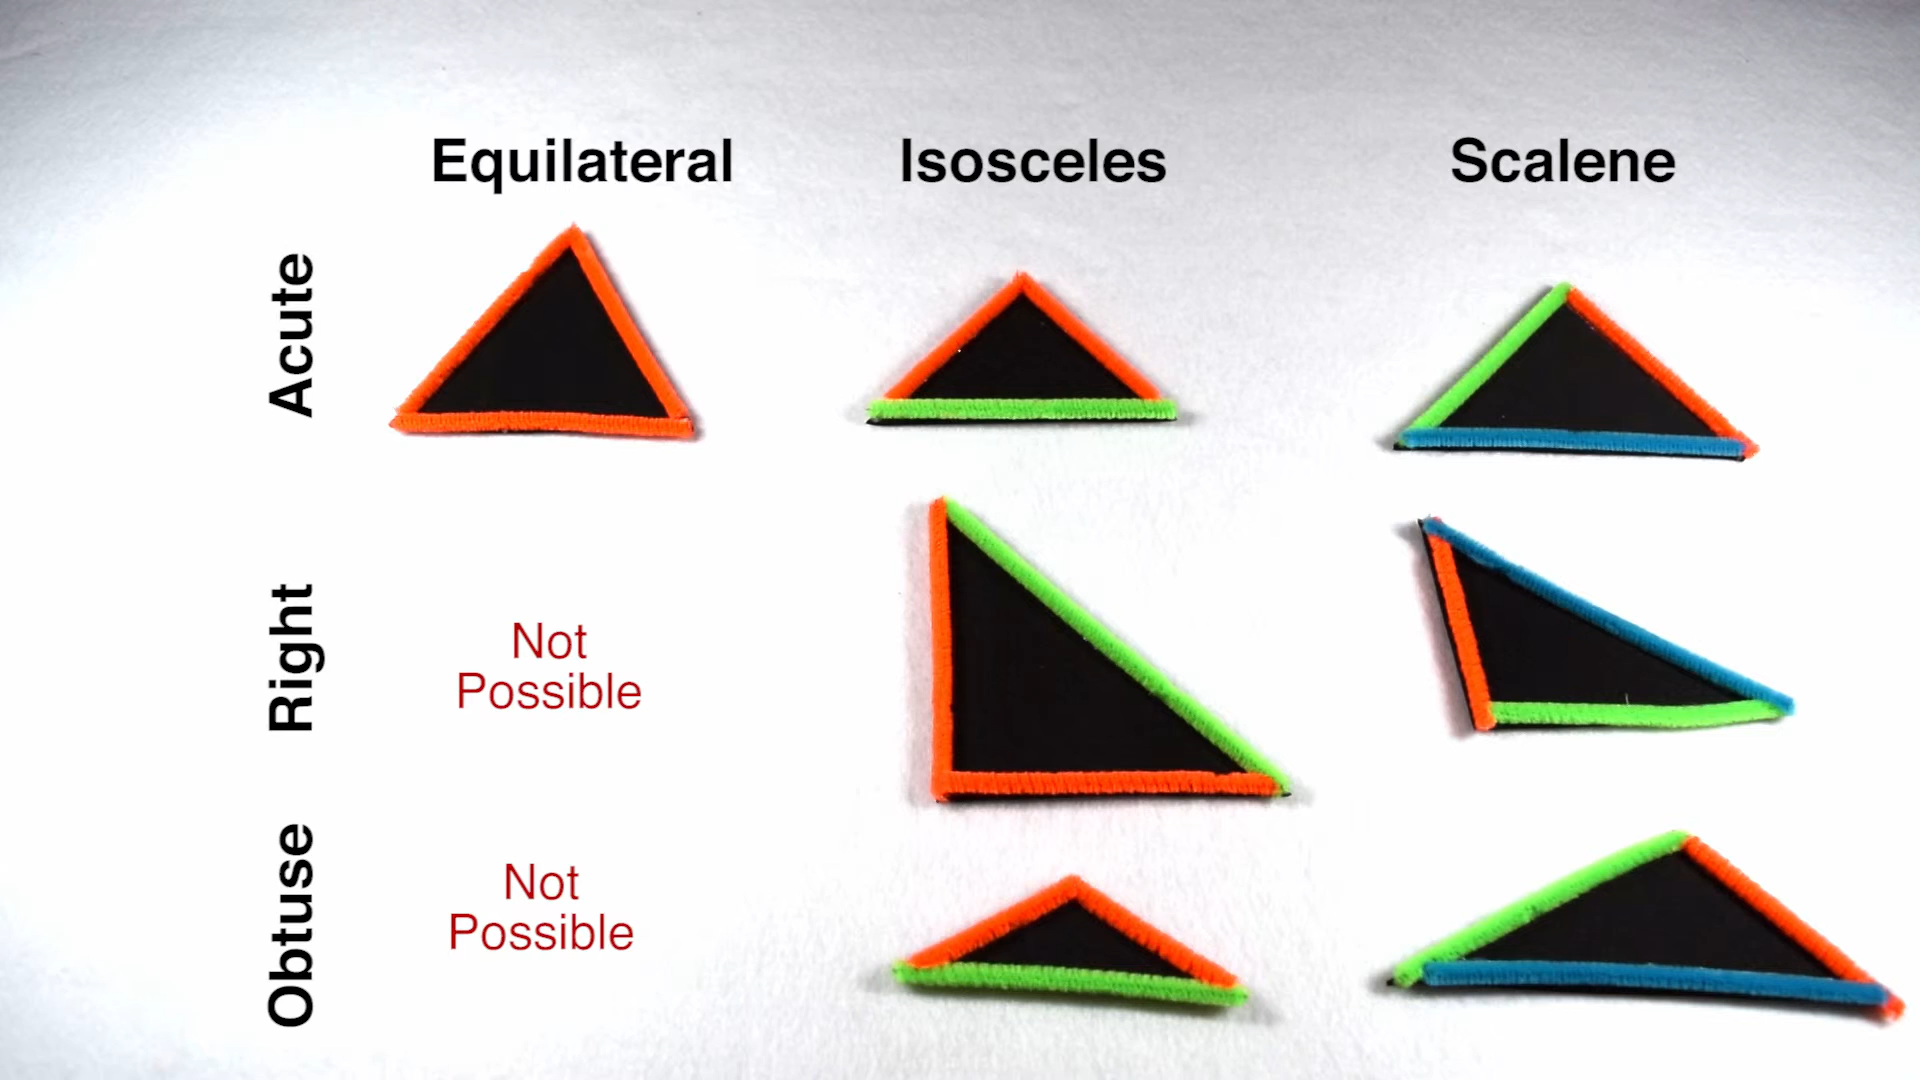 Equilateral Isosceles Scalene
Acute
Right
Not
Possible
Obtuse
Not
Possible